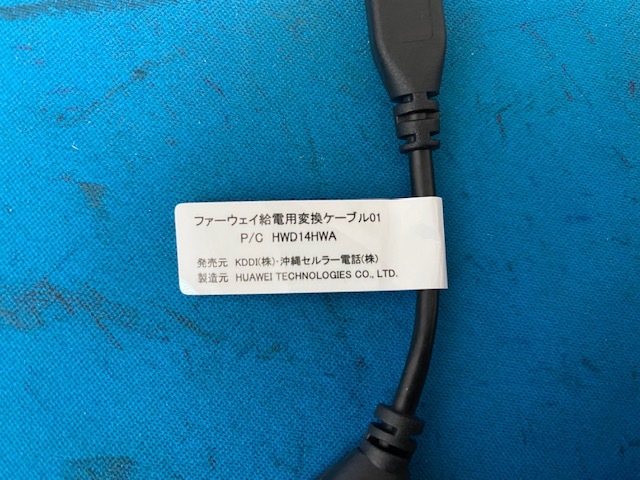 ファーウェイ給電用変換ケーブル01
P/C HWD14HWA
発売元 KDDI(株)・沖縄セルラー電話(株)
製造元 HUAWEI TECHNOLOGIES CO., LTD.